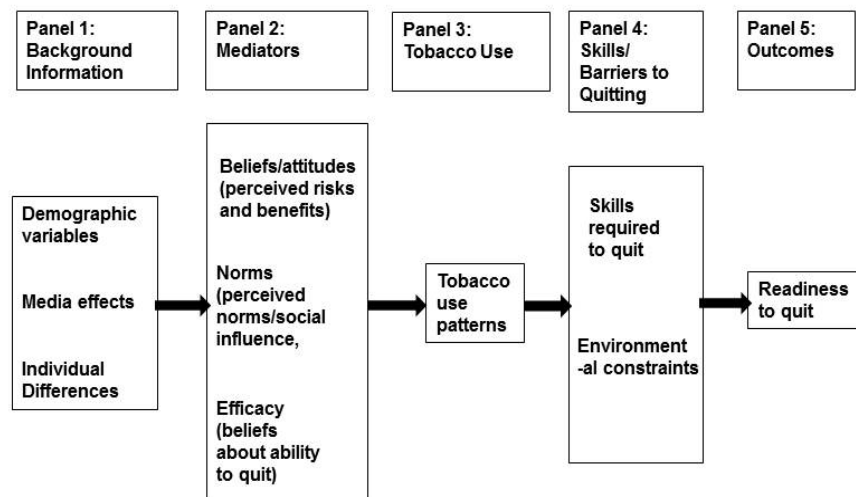 Panel 1:
Background
Information
Panel 2:
Mediators
Panel 3:
Tobacco Use
Panel 4:
Skills/
Barriers to
Quitting
Panel 5:
Outcomes
Demographic
variables
Media effects
Individual
Differences
Beliefs/attitudes
(perceived risks
and benefits)
Norms
(perceived
norms/social
influence,
Efficacy
(beliefs
about ability
to quit)
Tobacco
use
patterns
Skills
required
to quit
Environment
-al constraints
Readiness
to quit